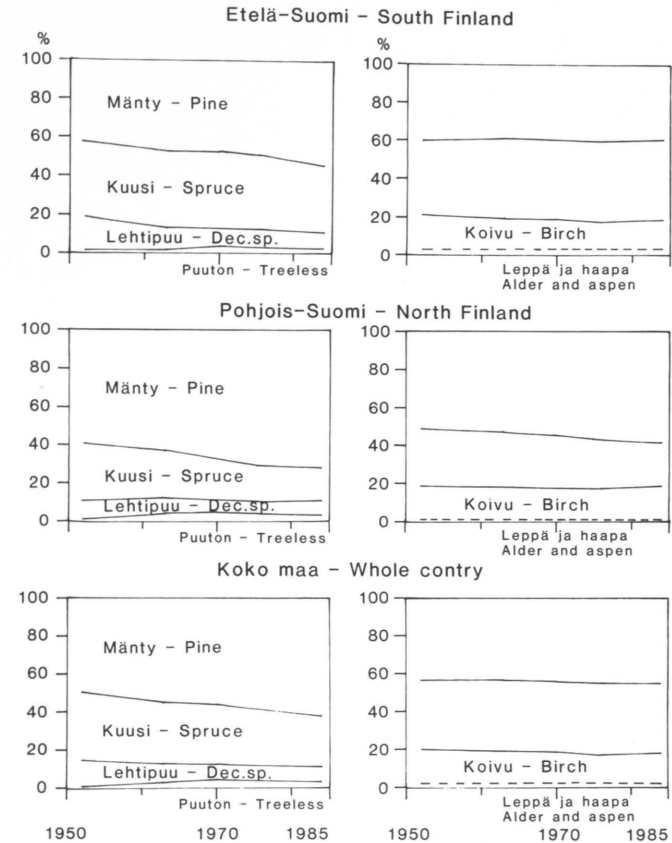 Etelä-Suomi – South Finland
% %
100 100
80 80
Mänty – Pine
60 60
40 40
Kuusi – Spruce
20 20
Lehtipuu – Dec.sp. Koivu – Birch
0 0
1950 Puuton – Treeless 1950 Leppä ja haapa
Alder and aspen
Pohjois-Suomi – North Finland
100 100
80 80
Mänty – Pine
60 60
40 40
Kuusi – Spruce
20 20
Lehtipuu – Dec.sp. Koivu – Birch
0 0
Puuton – Treeless Leppä ja haapa
Alder and aspen
Koko maa – Whole contry
100 100
80 80
Mänty – Pine
60 60
40 40
Kuusi – Spruce
20 20
Lehtipuu – Dec.sp. Koivu – Birch
0 0
Puuton – Treeless Leppä ja haapa
Alder and aspen
1950 1970 1985 1950 1970 1985